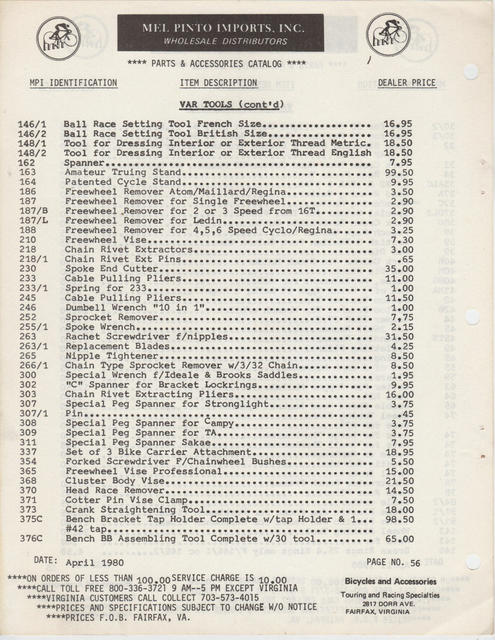 MEL PINTO IMPORTS, INC.
WHOLESALE DISTRIBUTORS
**** PARTS & ACCESSORIES CATALOG ****
MPI IDENTIFICATION ITEM DESCRIPTION DEALER PRICE
VAR TOOLS (cont'd)
146/1 Ball Race Setting Tool French Size 16.95
146/2 Ball Race Setting Tool British Size 16.95
148/1 Tool for Dressing Interior or Exterior Thread Metric. 18.50
148/2 Tool for Dressing Interior or Exterior Thread English 18.50
162 Spanner 7.95
163 Amateur Truing Stand 99.50
164 Patented Cycle Stand 9.95
186 Freewheel Remover Atom/Maillard/Regina 3.50
187 Freewheel Remover for Single Freewheel 2.90
187/B Freewheel Remover for 2 or 3 Speed from 16T 2.90
187/L Freewheel Remover for Ledin 2.90
188 Freewheel Remover for 4,5,6 Speed Cyclo/Regina 3.25
210 Freewheel Vise 7.30
218 Chain Rivet Extractors 3.00
218/1 Chain Rivet Ext Pins .65
230 Spoke End Cutter 35.00
233 Cable Pulling Pliers 11.00
233/1 Spring for 233 1.00
245 Cable Pulling Pliers 11.50
246 Dumbell Wrench "10 in 1" 1.00
252 Sprocket Remover 7,75
255/1 Spoke Wrench 2.15
263 Rachet Screwdriver f/nipples 31.50
263/1 Replacement Blades 4.25
265 Nipple Tightener 8.50
266/1 Chain Type Sprocket Remover w/3/32 Chain 8.50
300 Special Wrench f/Ideale & Brooks Saddles 1.95
302 "C" Spanner for Bracket Lockrings 9.95
303 Chain Rivet Extracting Pliers 16.00
307 Special Peg Spanner for Stronglight 3.75
307/1 Pin .45
308 Special Peg Spanner for Campy 3.75
309 Special Peg Spanner for TA 3.75
311 Special Peg Spanner Sakae 7.95
337 Set of 3 Bike Carrier Attachment 18.95
354 Forked Screwdriver F/Chainwheel Bushes 5.50
365 Freewheel Vise Professional 15.00
368 Cluster Body Vise 21.50
370 Head Race Remover 14.50
371 Cotter Pin Vise Clamp 7.50
373 Crank Straightening Tool 18.00
375C Bench Bracket Tap Holder Complete w/tap Holder & 1... 98.50
#42 tap
376C Bench BB Assembling Tool Complete w/30 tool 65.00
DATE: April 1980 PAGE NO. 56
****ON ORDERS OF LESS THAN 100.00 SERVICE CHARGE IS 10.00
****CALL TOLL FREE 800-336-3721 9 AM--5 PM EXCEPT VIRGINIA
****VIRGINIA CUSTOMERS CALL COLLECT 703-573-4015
****PRICES AND SPECIFICATIONS SUBJECT TO CHANGE W/O NOTICE
****PRICES F.O.B. FAIRFAX, VA.
Bicycles and Accessories
Touring and Racing Specialties
2817 DORR AVE.
FAIRFAX, VIRGINIA